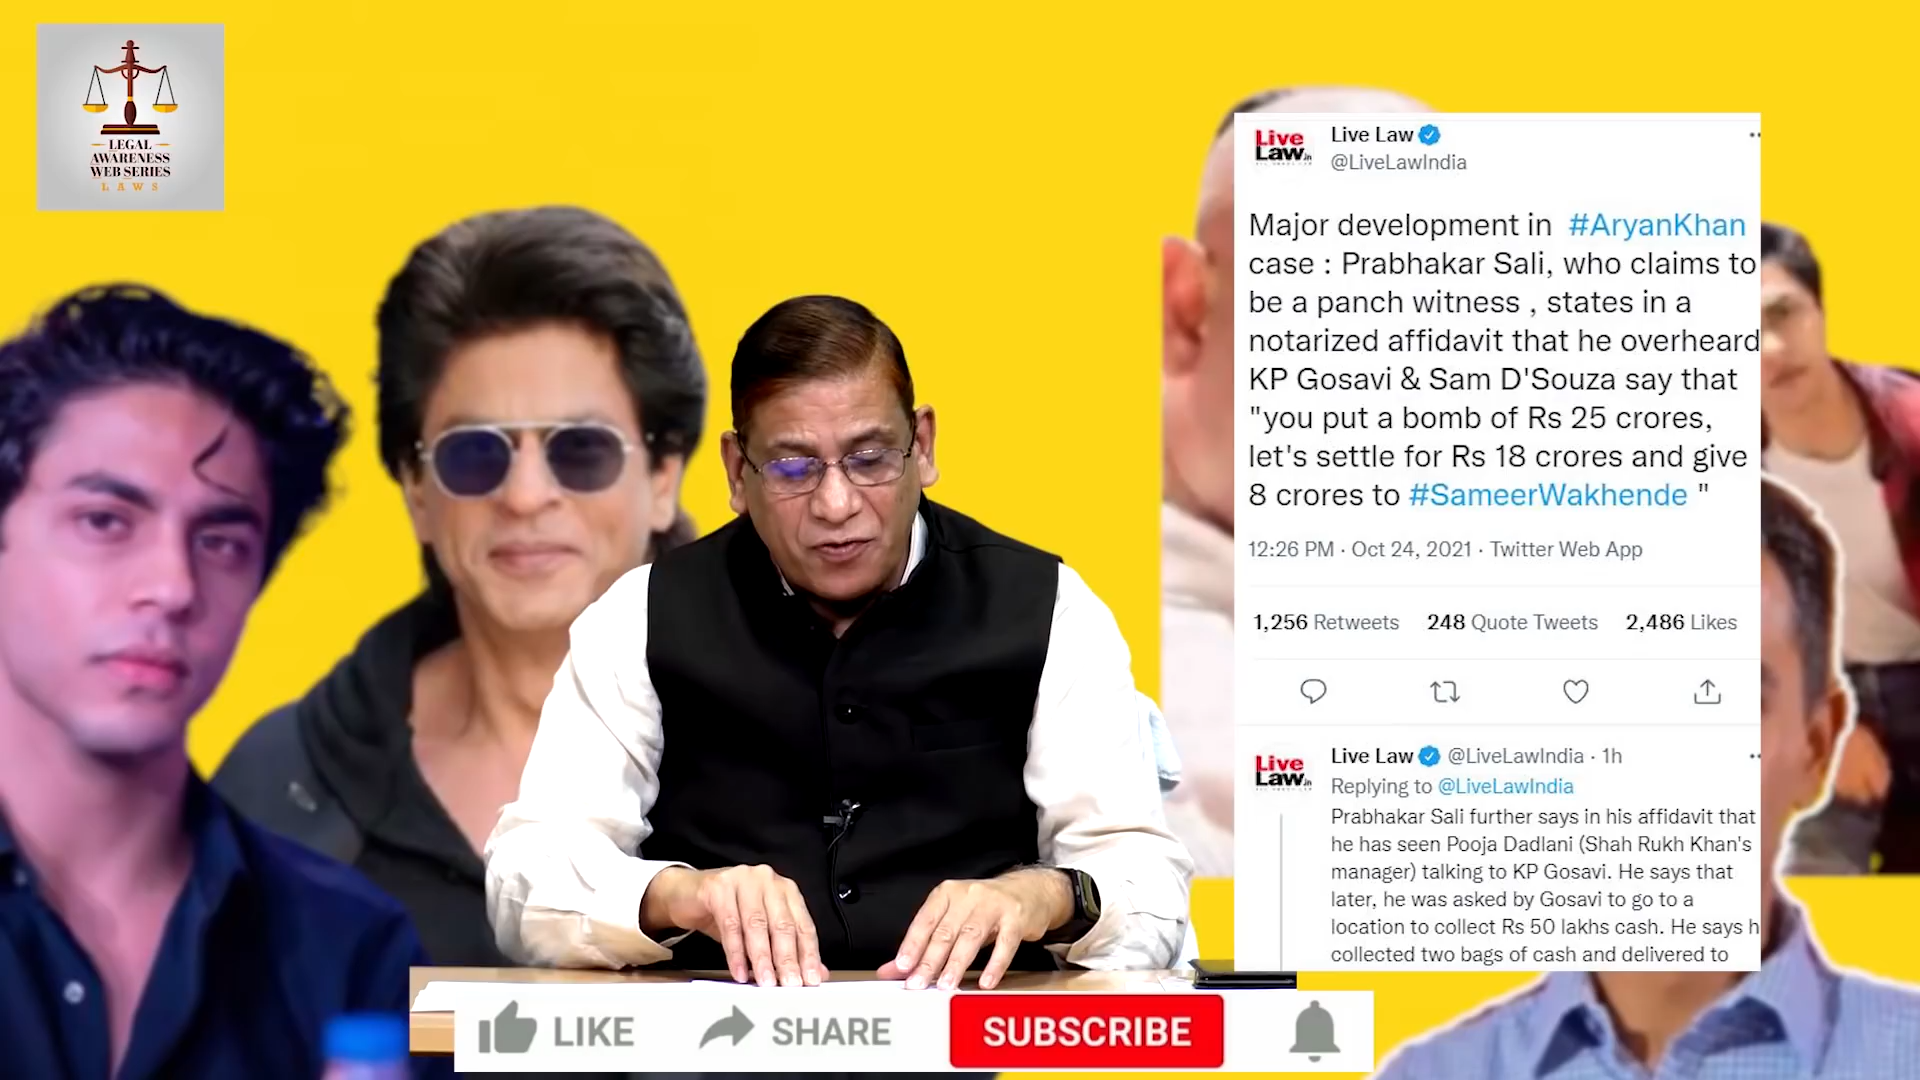 LEGAL
AWARENESS
WEB SERIES
LAWS
Live Law
Live
Law.in
@LiveLawIndia
Major development in #AryanKhan
case : Prabhakar Sali, who claims to
be a panch witness , states in a
notarized affidavit that he overheard
KP Gosavi & Sam D'Souza say that
"you put a bomb of Rs 25 crores,
let's settle for Rs 18 crores and give
8 crores to #SameerWakhende "
12:26 PM · Oct 24, 2021 · Twitter Web App
1,256 Retweets 248 Quote Tweets 2,486 Likes
Live Law @LiveLawIndia · 1h
Live
Law.in
Replying to @LiveLawIndia
Prabhakar Sali further says in his affidavit that
he has seen Pooja Dadlani (Shah Rukh Khan's
manager) talking to KP Gosavi. He says that
later, he was asked by Gosavi to go to a
location to collect Rs 50 lakhs cash. He says h
collected two bags of cash and delivered to
LIKE SHARE SUBSCRIBE